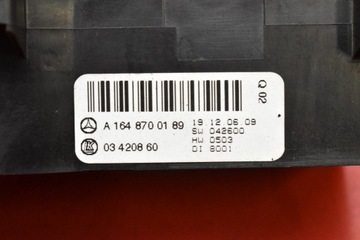 Q 02
A 164 870 01 89
19.12.06.09
SW 042600
HW 0503
03 4208 60
DI 8001